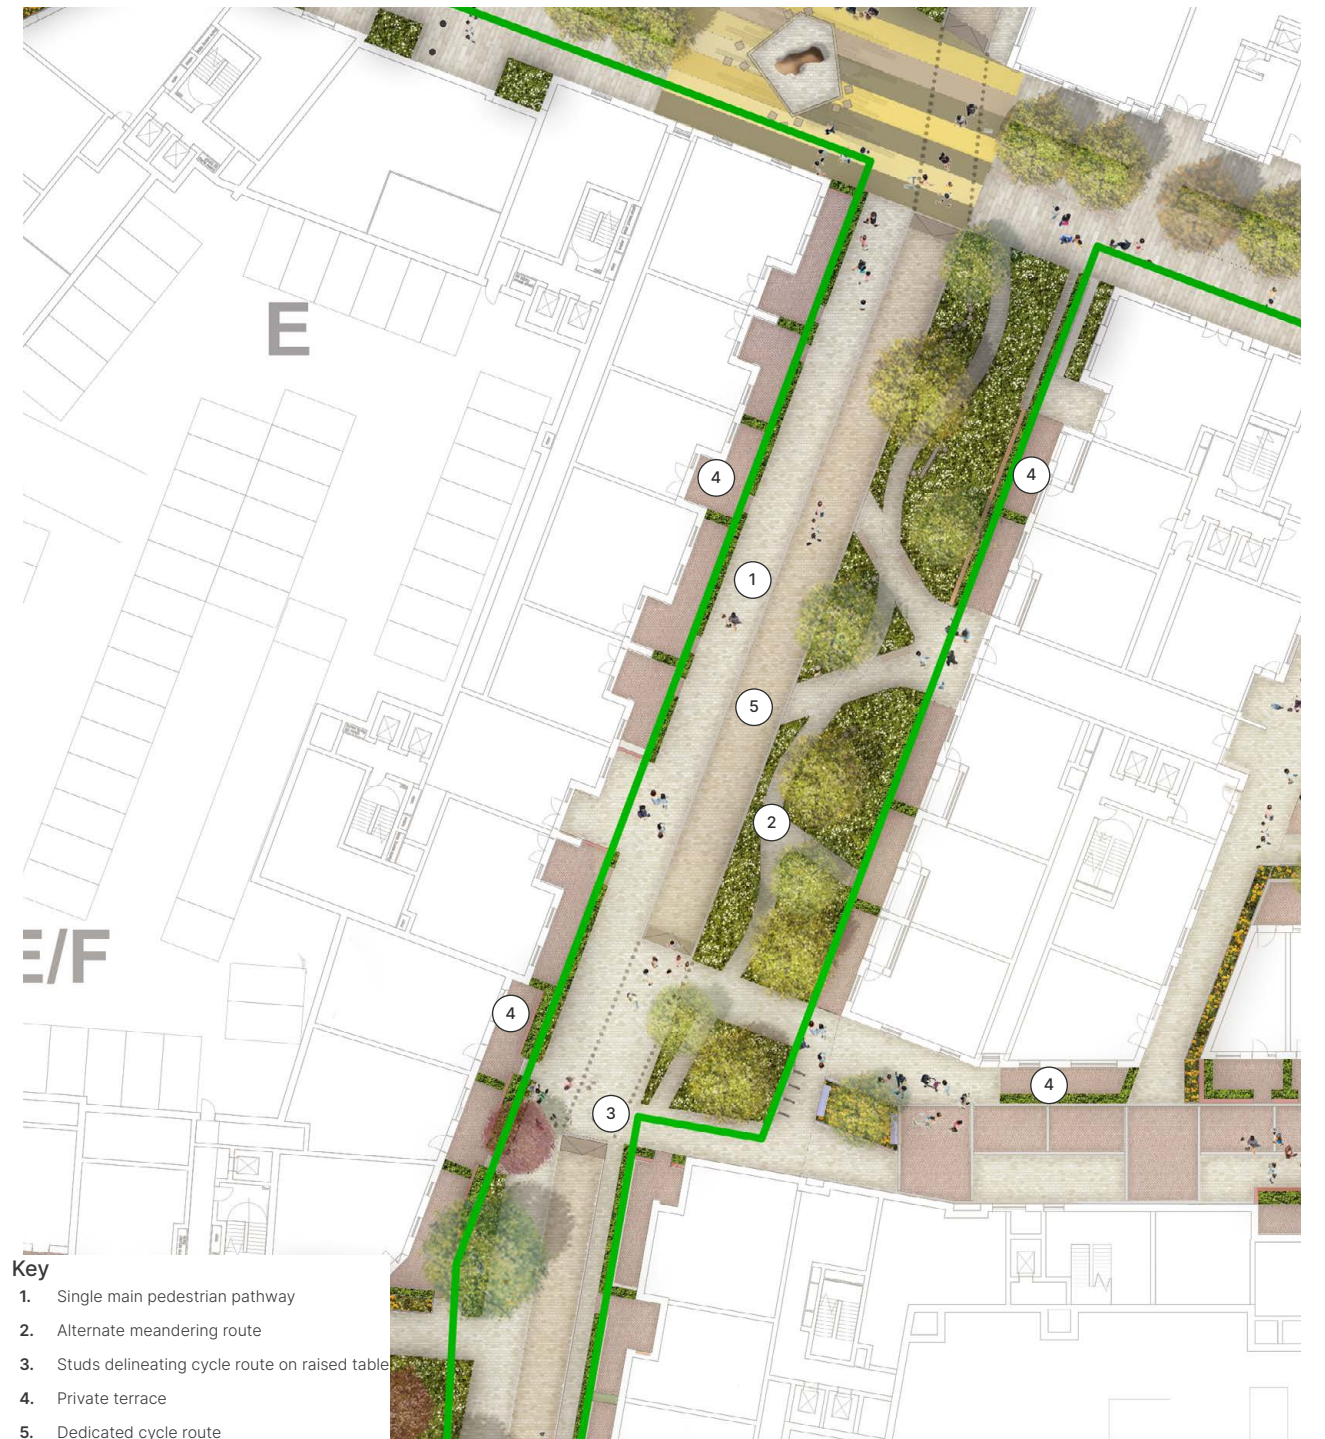 E
4
4
1
5
2
E/F
4
4
3
Key
1. Single main pedestrian pathway
2. Alternate meandering route
3. Studs delineating cycle route on raised table
4. Private terrace
5. Dedicated cycle route